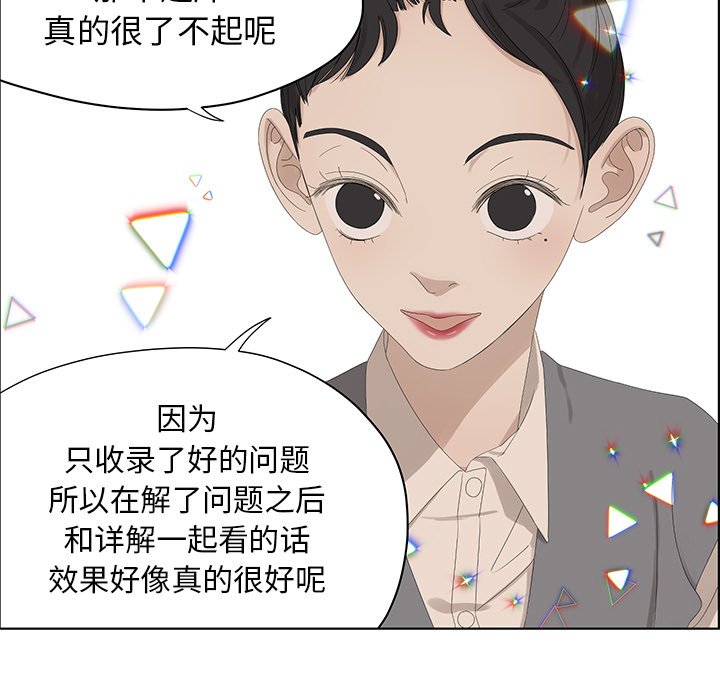 真的很了不起呢
因为
只收录了好的问题
所以在解了问题之后
和详解一起看的话
效果好像真的很好呢